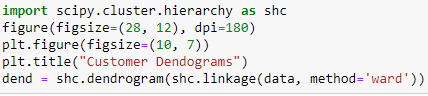 import scipy.cluster.hierarchy as shc
figure(figsize=(28, 12), dpi=180)
plt.figure(figsize=(10, 7))
plt.title("Customer Dendograms")
dend = shc.dendrogram(shc.linkage(data, method='ward'))